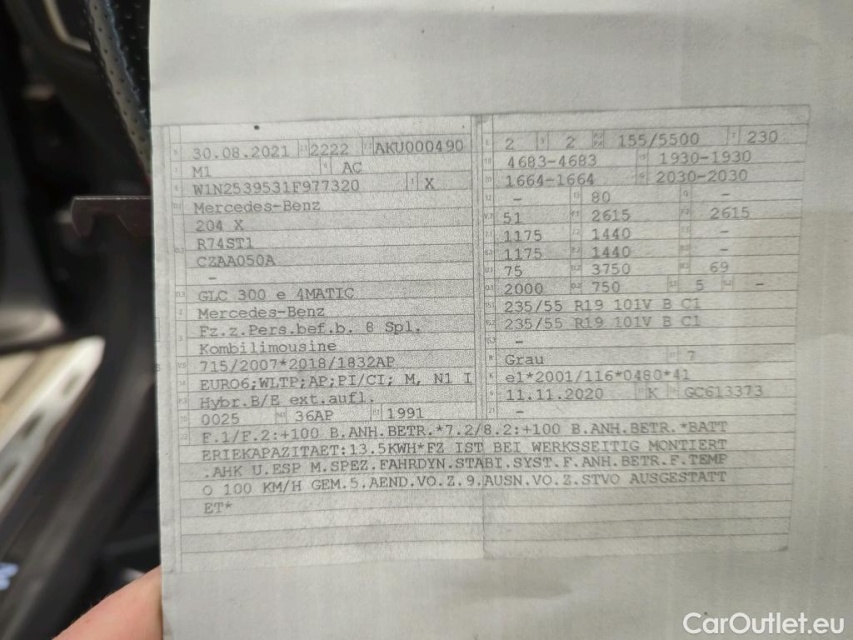 30.08.2021 2222 AKU000490
M1 AC
W1N2539531F977320 X
Mercedes-Benz
204 X
R74ST1
CZAA050A
–
GLC 300 e 4MATIC
Mercedes-Benz
Fz.z.Pers.bef.b. 8 Spl.
Kombilimousine
715/2007*2018/1832AP
EURO6;WLTP;AP;PI/CI; M, N1 I
Hybr.B/E ext.aufl.
0025 36AP 1991
2 2 155/5500 230
4683-4683 1930-1930
1664-1664 2030-2030
– 80 –
51 2615 2615
1175 1440 –
1175 1440 –
75 3750 69
2000 750 5 –
235/55 R19 101V B C1
235/55 R19 101V B C1
–
Grau 7
e1*2001/116*0480*41
11.11.2020 K GC613373
–
F.1/F.2:+100 B.ANH.BETR.*7.2/8.2:+100 B.ANH.BETR.*BATT
ERIEKAPAZITAET:13.5KWH*FZ IST BEI WERKSSEITIG MONTIERT
.AHK U.ESP M.SPEZ.FAHRDYN.STABI.SYST.F.ANH.BETR.F.TEMP
O 100 KM/H GEM.5.AEND.VO.Z.9.AUSN.VO.Z.STVO AUSGESTATT
ET*
CarOutlet.eu